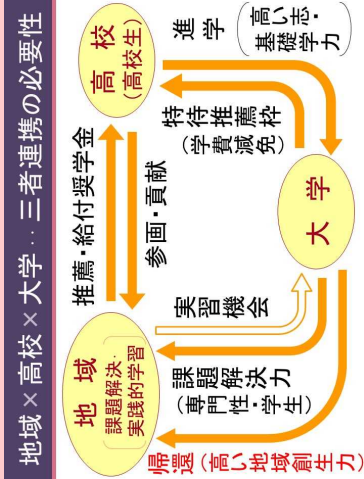 地域×高校×大学‥三者連携の必要性
高校
(高校生)
進学
(高い志・
基礎学力)
特待推薦枠
(学費減免)
推薦・給付奨学金
参画・貢献
大学
地域
(課題解決・
実践的学習)
実習機会
課題解決力
(専門性・学生)
帰還(高い地域創生力)